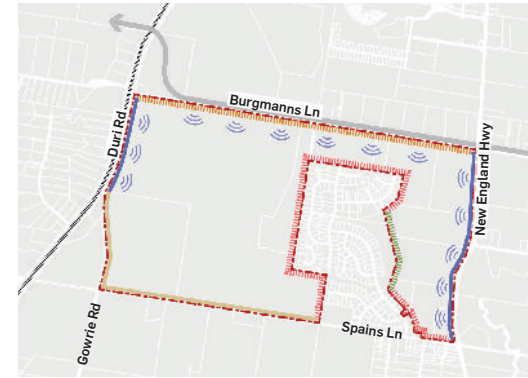 Burgmanns Ln
Duri Rd
New England Hwy
Spains Ln
Gowrie Rd